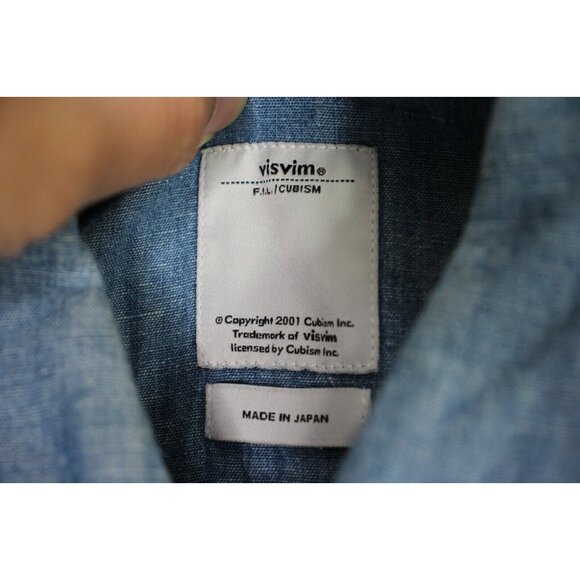 visvim®
F.I.L./CUBISM
© Copyright 2001 Cubism Inc.
Trademark of visvim
licensed by Cubism Inc.
MADE IN JAPAN